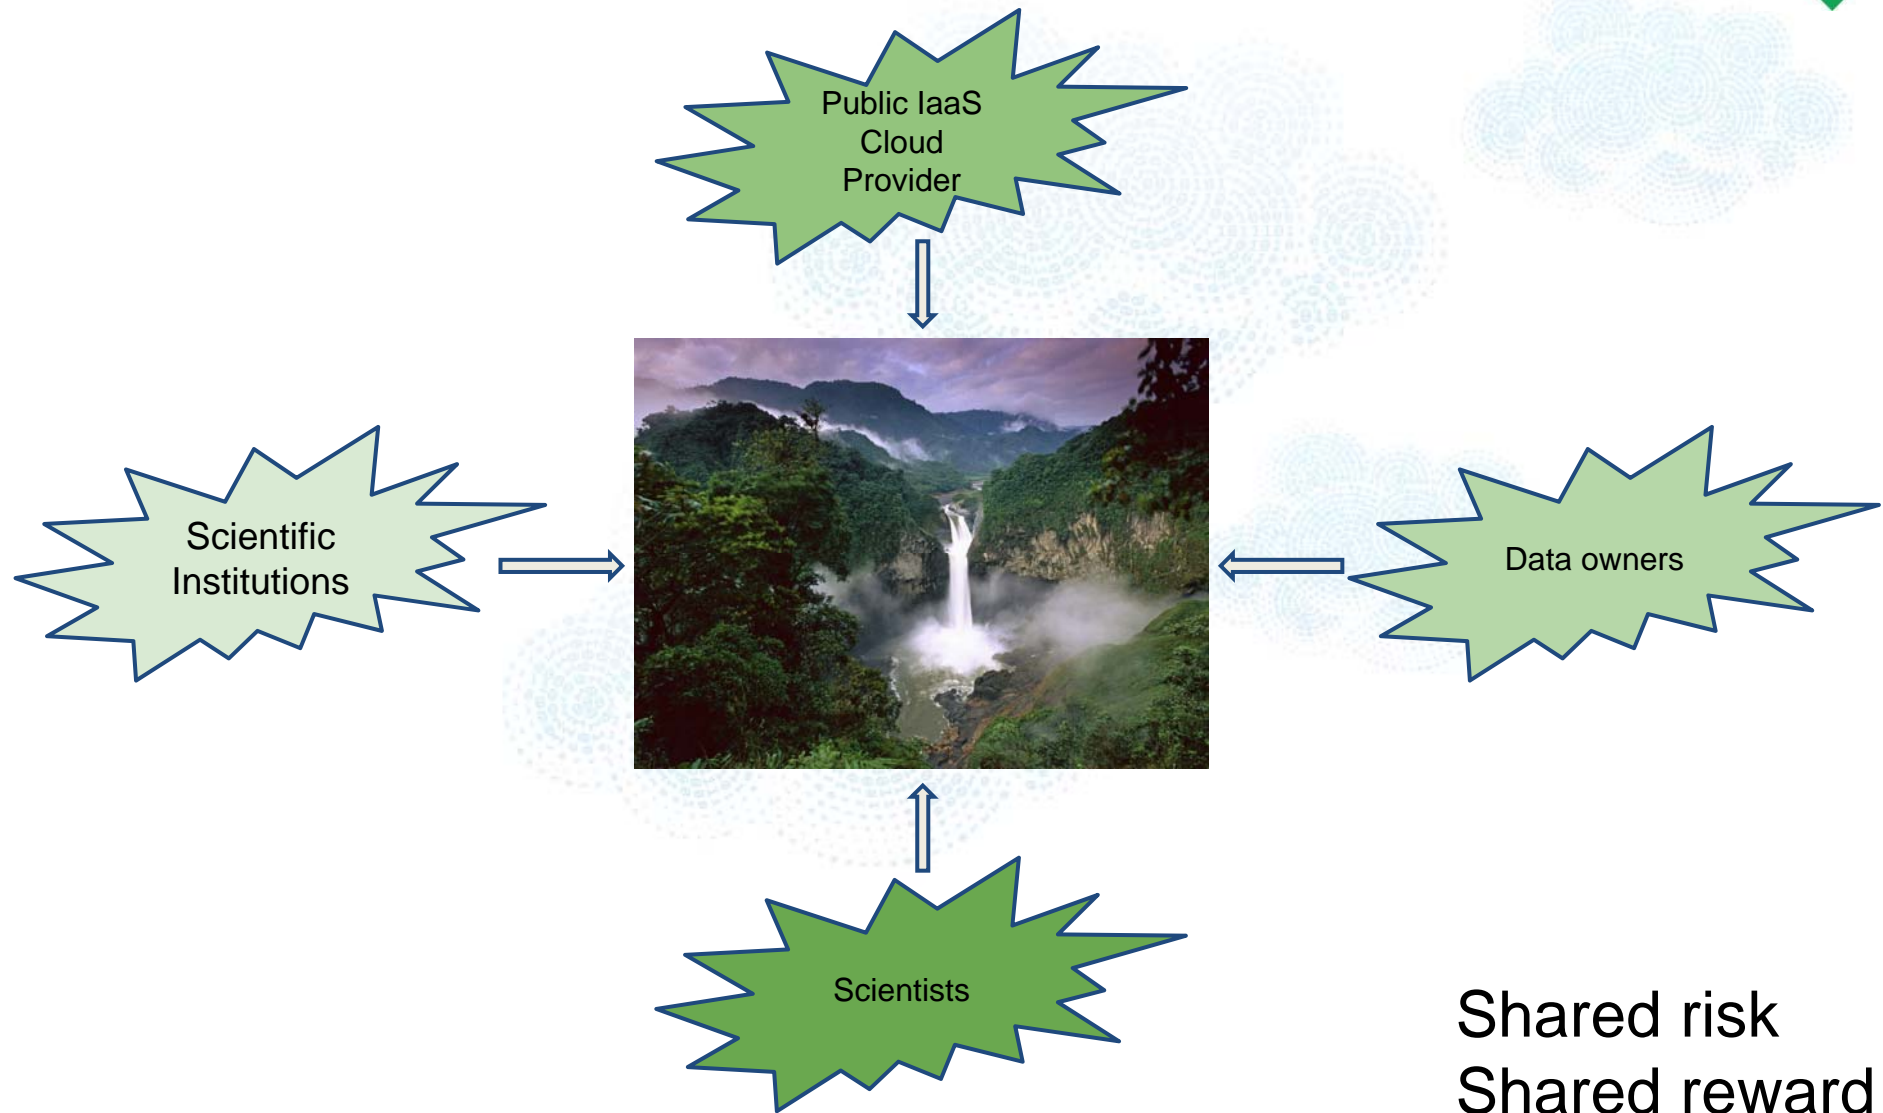 Public IaaS
Cloud
Provider
Scientific
Institutions
Data owners
Scientists
Shared risk
Shared reward